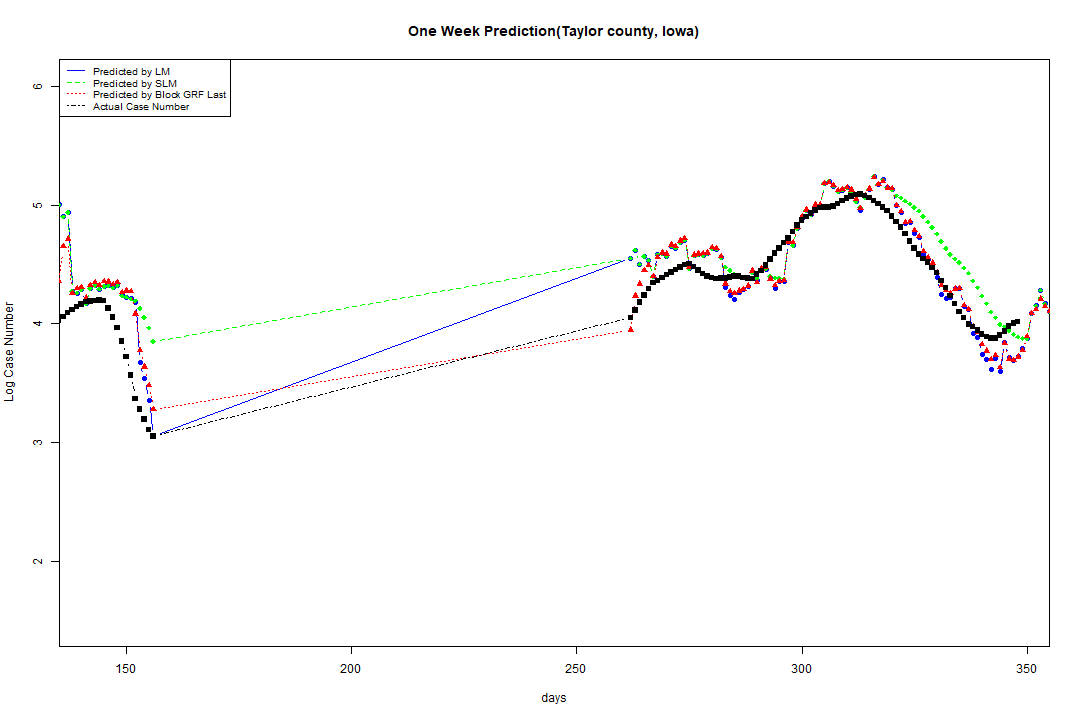 One Week Prediction(Taylor county, Iowa)
Predicted by LM
Predicted by SLM
Predicted by Block GRF Last
Actual Case Number
6
5
4
3
2
Log Case Number
150
200
250
300
350
days